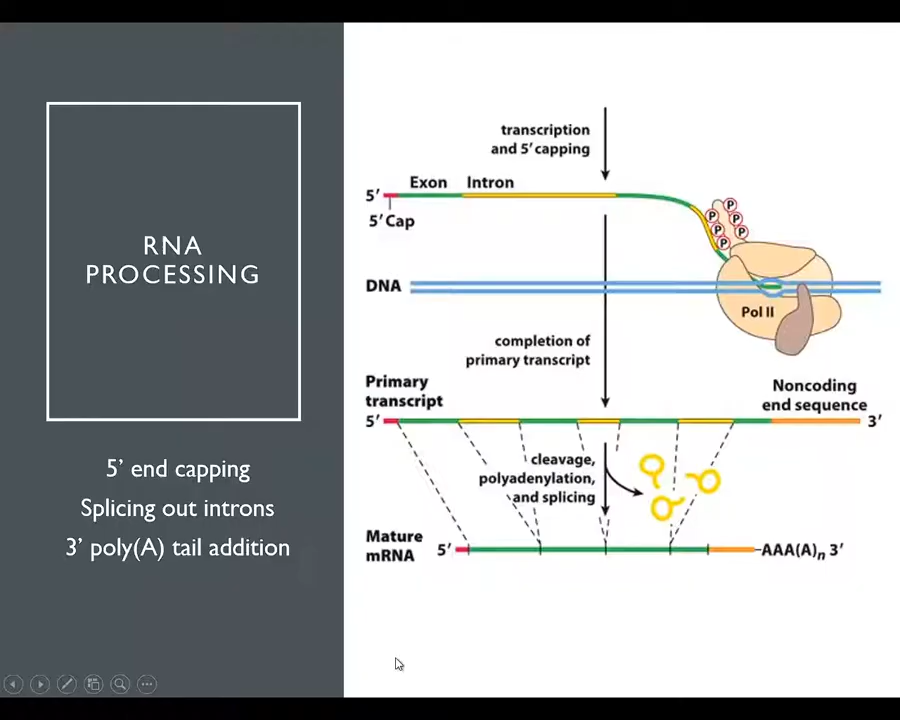 RNA
PROCESSING
5' end capping
Splicing out introns
3' poly(A) tail addition
transcription
and 5' capping
5' Exon Intron
5' Cap
P
P
P
P
P
P
DNA
Pol II
completion of
primary transcript
Primary
transcript
5'
Noncoding
end sequence
3'
cleavage,
polyadenylation,
and splicing
Mature
mRNA
5'
AAA(A)n 3'